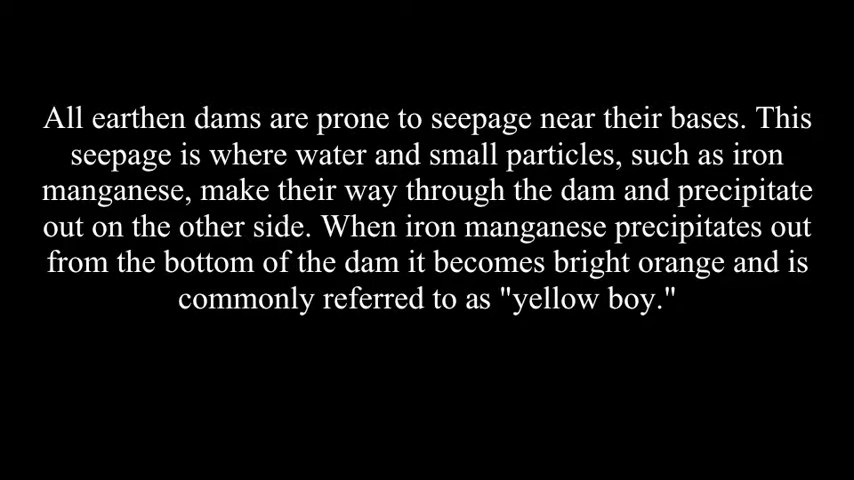 All earthen dams are prone to seepage near their bases. This
seepage is where water and small particles, such as iron
manganese, make their way through the dam and precipitate
out on the other side. When iron manganese precipitates out
from the bottom of the dam it becomes bright orange and is
commonly referred to as "yellow boy."